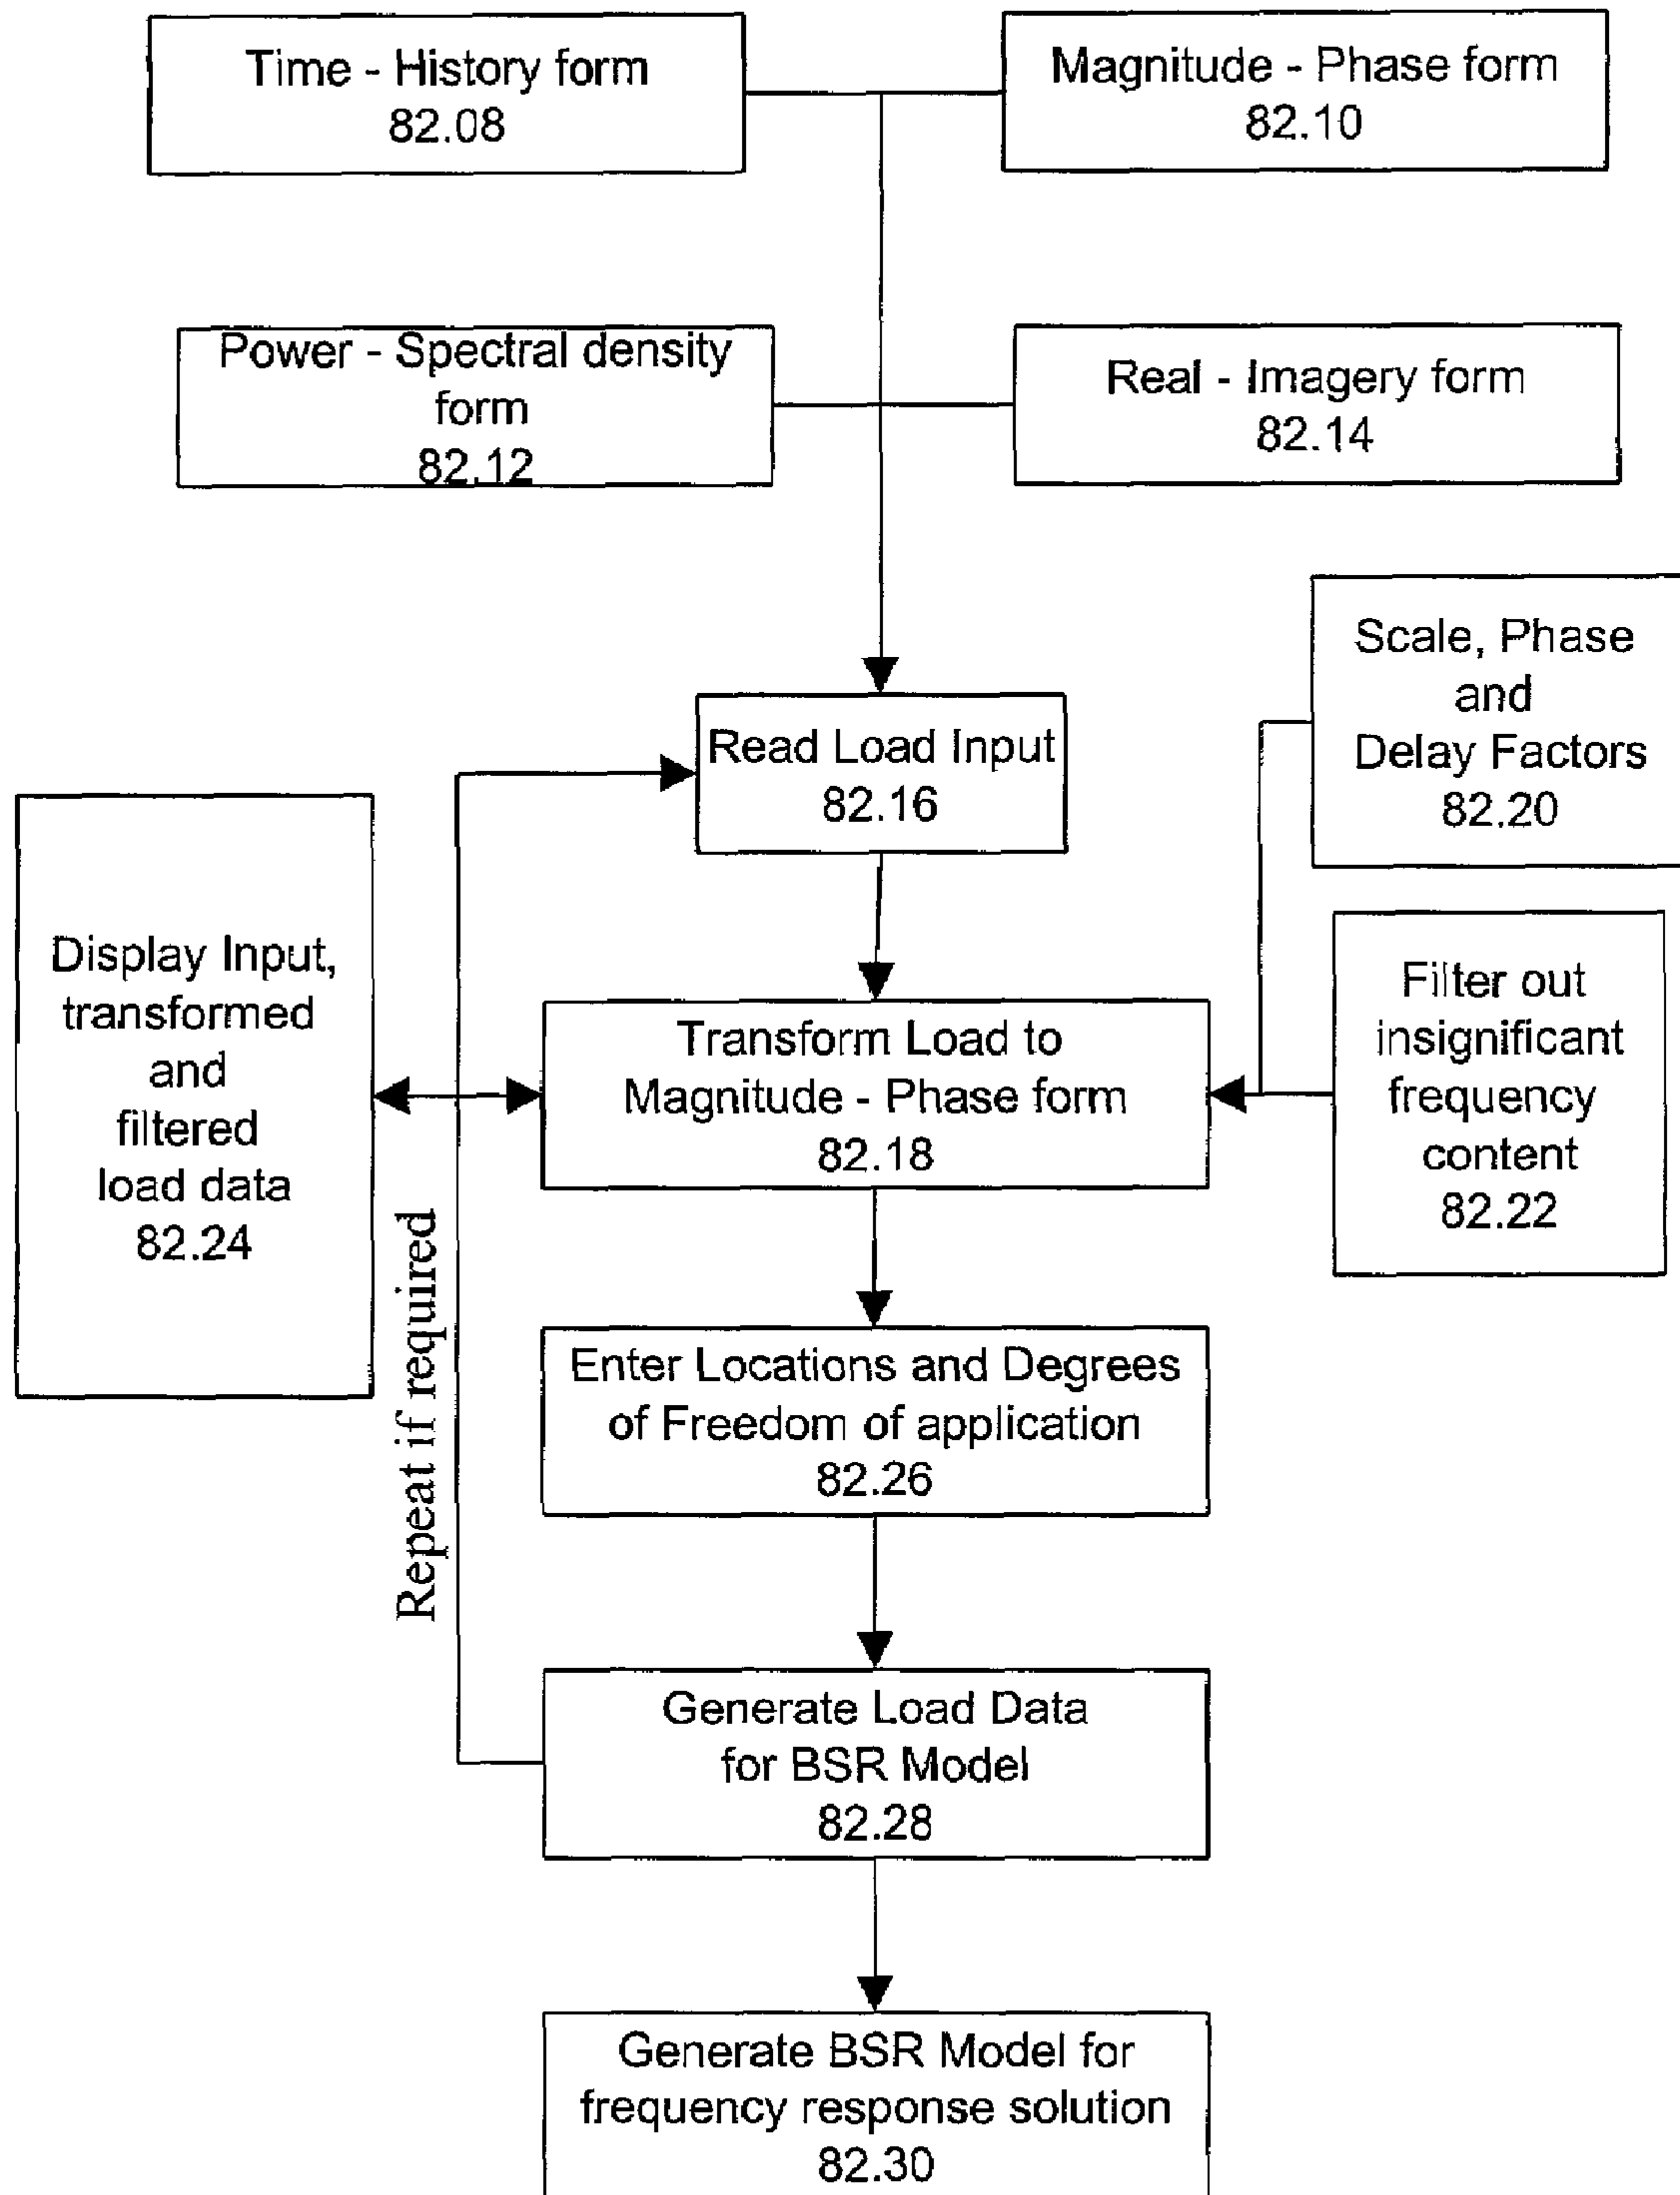 Time - History form
82.08
Magnitude - Phase form
82.10
Power - Spectral density
form
82.12
Real - Imagery form
82.14
Scale, Phase
and
Delay Factors
82.20
Read Load Input
82.16
Display Input,
transformed
and
filtered
load data
82.24
Transform Load to
Magnitude - Phase form
82.18
Filter out
insignificant
frequency
content
82.22
Repeat if required
Enter Locations and Degrees
of Freedom of application
82.26
Generate Load Data
for BSR Model
82.28
Generate BSR Model for
frequency response solution
82.30